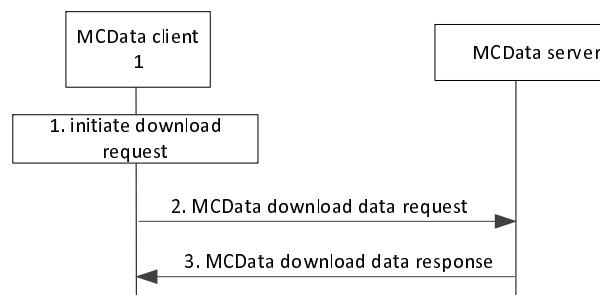 MCData client
1
MCData server
1. initiate download
request
2. MCData download data request
3. MCData download data response